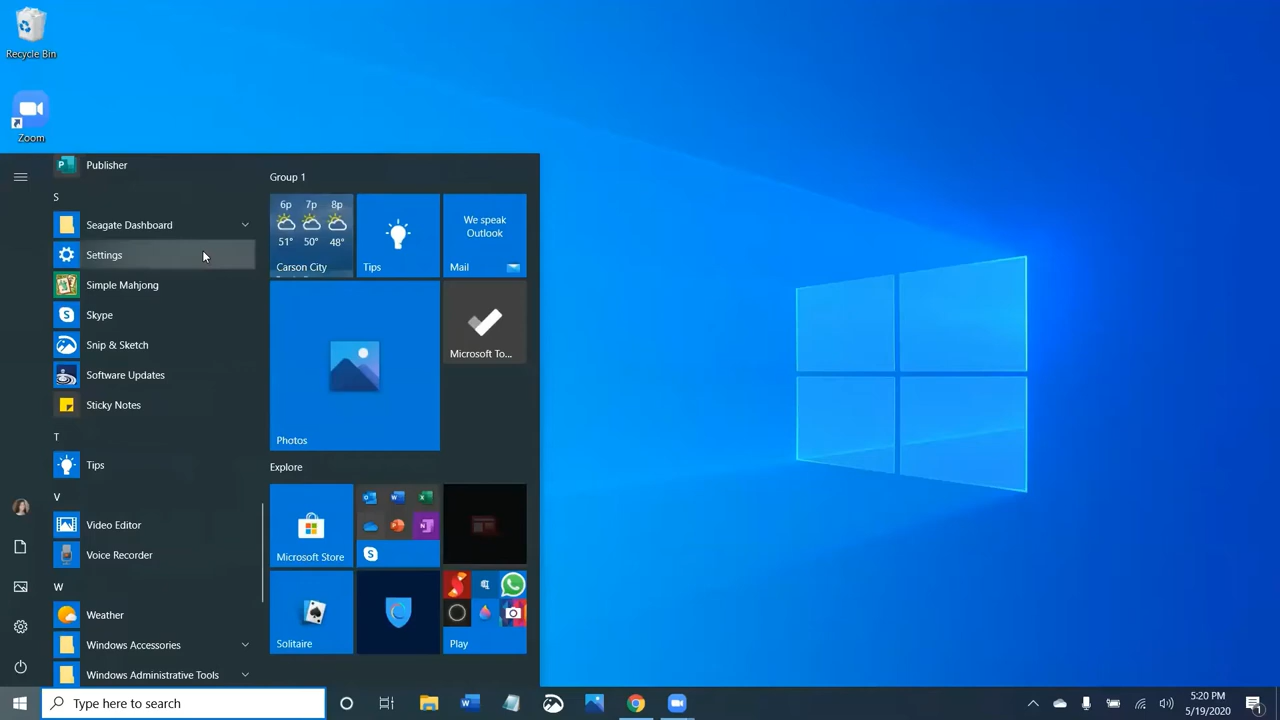 Recycle Bin
Zoom
Publisher
S
Seagate Dashboard
Settings
Simple Mahjong
Skype
Snip & Sketch
Software Updates
Sticky Notes
T
Tips
V
Video Editor
Voice Recorder
W
Weather
Windows Accessories
Windows Administrative Tools
Group 1
6p 7p 8p
51° 50° 48°
Carson City
Tips
We speak
Outlook
Mail
Photos
Microsoft To...
Explore
Microsoft Store
Solitaire
Play
Type here to search
5:20 PM
5/19/2020
1